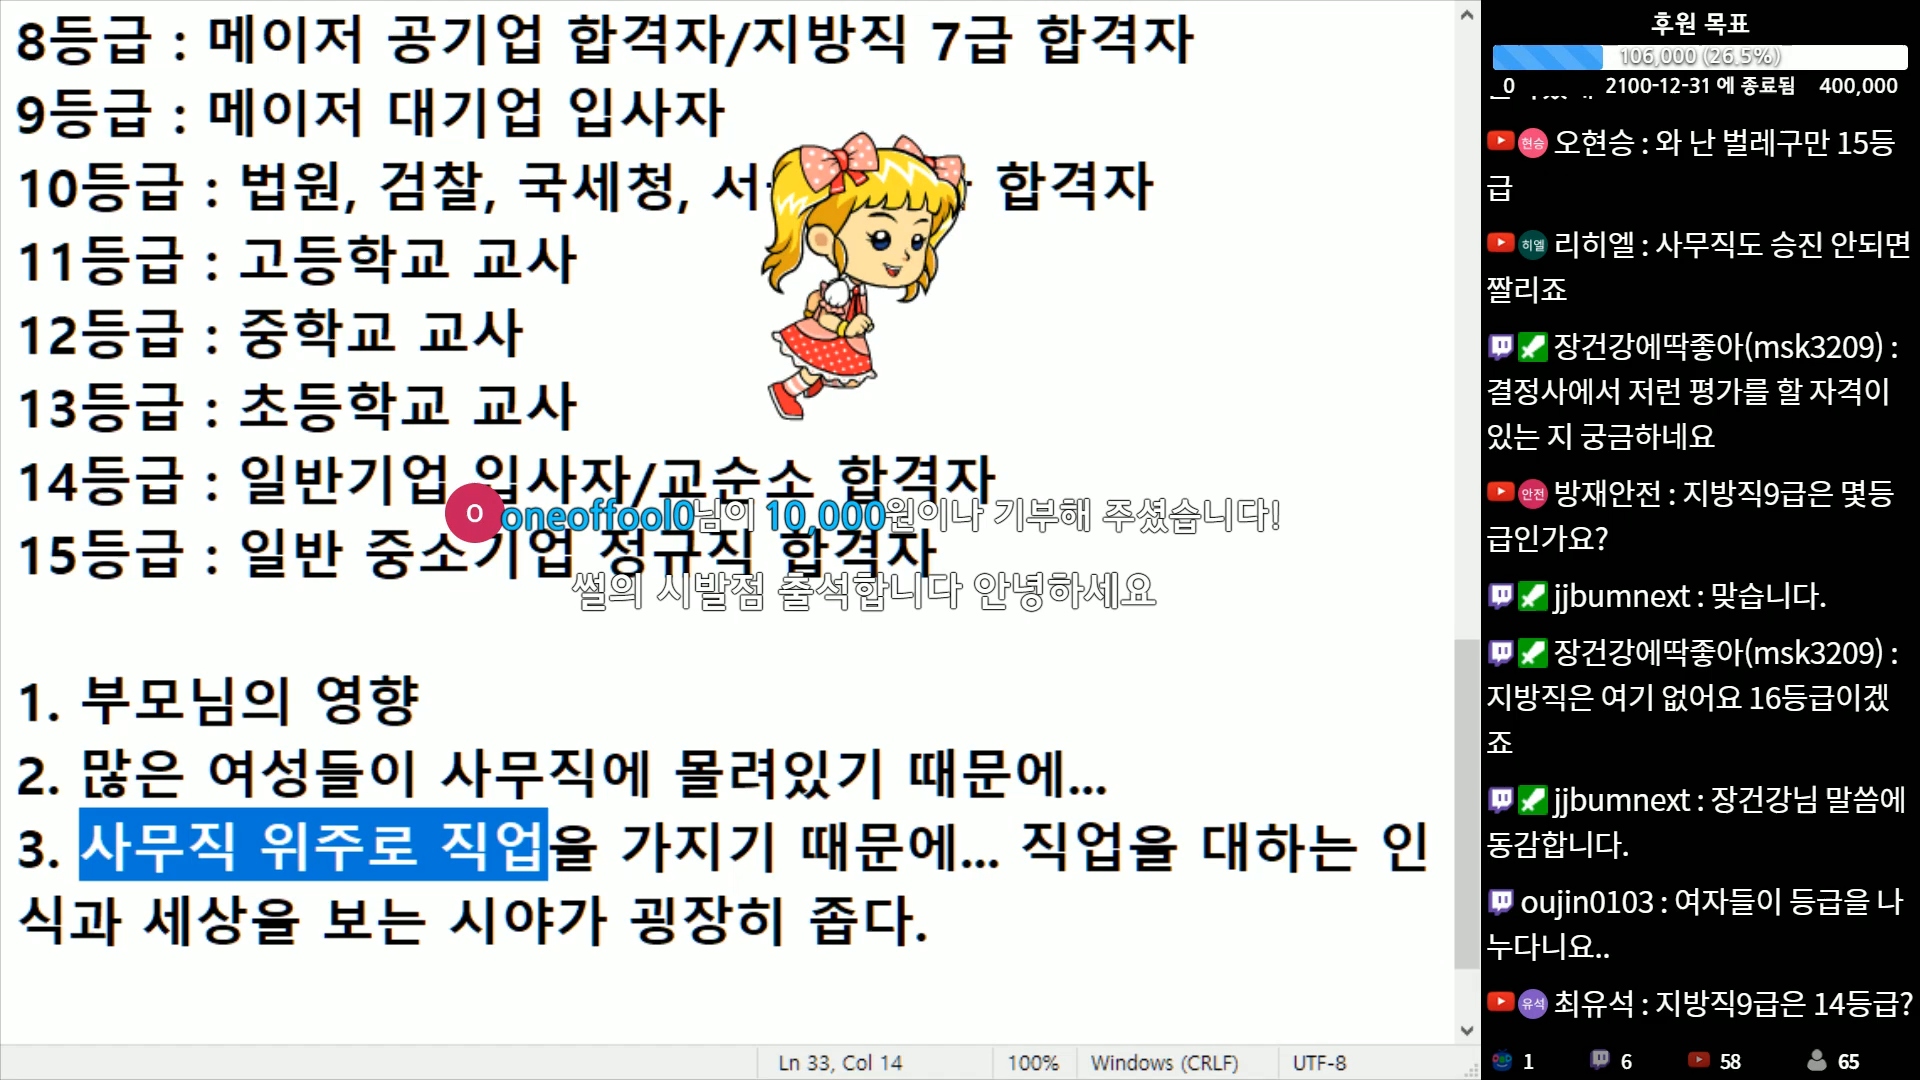 8등급 : 메이저 공기업 합격자/지방직 7급 합격자
9등급 : 메이저 대기업 입사자
10등급 : 법원, 검찰, 국세청, 서 합격자
11등급 : 고등학교 교사
12등급 : 중학교 교사
13등급 : 초등학교 교사
14등급 : 일반기업 입사자/교순소 합격자
o oneoffool0님이 10,000원이나 기부해 주셨습니다!
15등급 : 일반 중소기업 정규직 합격자
썰의 시발점 출석합니다 안녕하세요
1. 부모님의 영향
2. 많은 여성들이 사무직에 몰려있기 때문에...
3. 사무직 위주로 직업을 가지기 때문에... 직업을 대하는 인
식과 세상을 보는 시야가 굉장히 좁다.
Ln 33, Col 14
100%
Windows (CRLF)
UTF-8
후원 목표
106,000 (26.5%)
0 2100-12-31 에 종료됨 400,000
현승 오현승 : 와 난 벌레구만 15등
급
히엘 리히엘 : 사무직도 승진 안되면
짤리죠
장건강에딱좋아(msk3209) :
결정사에서 저런 평가를 할 자격이
있는 지 궁금하네요
안전 방재안전 : 지방직9급은 몇등
급인가요?
jjbumnext : 맞습니다.
장건강에딱좋아(msk3209) :
지방직은 여기 없어요 16등급이겠
죠
jjbumnext : 장건강님 말씀에
동감합니다.
oujin0103 : 여자들이 등급을 나
누다니요..
유석 최유석 : 지방직9급은 14등급?
1 6 58 65